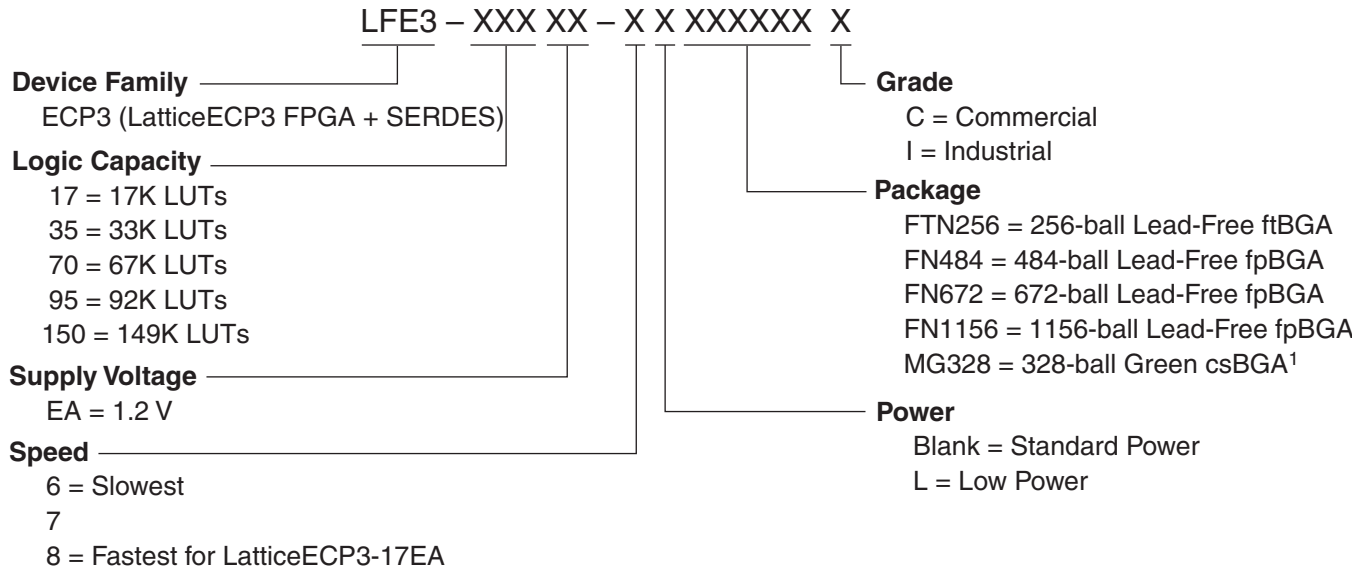 LFE3 – XXX XX – X X XXXXXX X
Device Family
ECP3 (LatticeECP3 FPGA + SERDES)
Logic Capacity
17 = 17K LUTs
35 = 33K LUTs
70 = 67K LUTs
95 = 92K LUTs
150 = 149K LUTs
Supply Voltage
EA = 1.2 V
Speed
6 = Slowest
7
8 = Fastest for LatticeECP3-17EA
Grade
C = Commercial
I = Industrial
Package
FTN256 = 256-ball Lead-Free ftBGA
FN484 = 484-ball Lead-Free fpBGA
FN672 = 672-ball Lead-Free fpBGA
FN1156 = 1156-ball Lead-Free fpBGA
MG328 = 328-ball Green csBGA¹
Power
Blank = Standard Power
L = Low Power